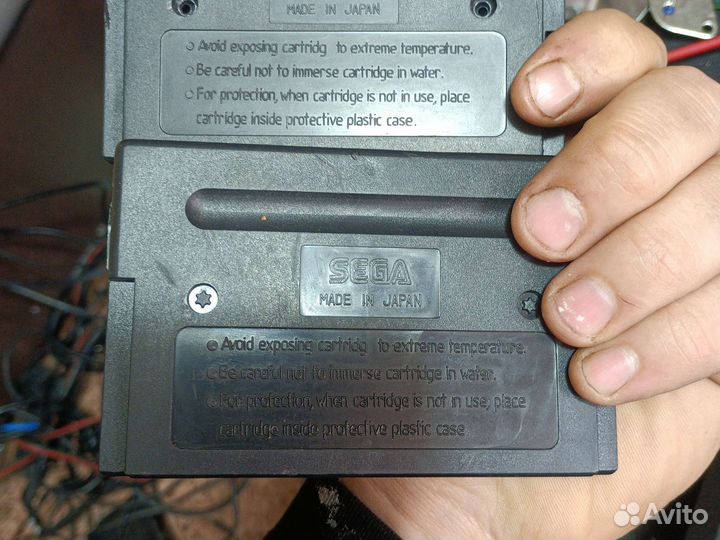 MADE IN JAPAN
Avoid exposing cartridg to extreme temperature.
Be careful not to immerse cartridge in water.
For protection, when cartridge is not in use, place
cartridge inside protective plastic case.
SEGA
MADE IN JAPAN
Avoid exposing cartridg to extreme temperature.
Be careful not to immerse cartridge in water.
For protection, when cartridge is not in use, place
cartridge inside protective plastic case
Avito